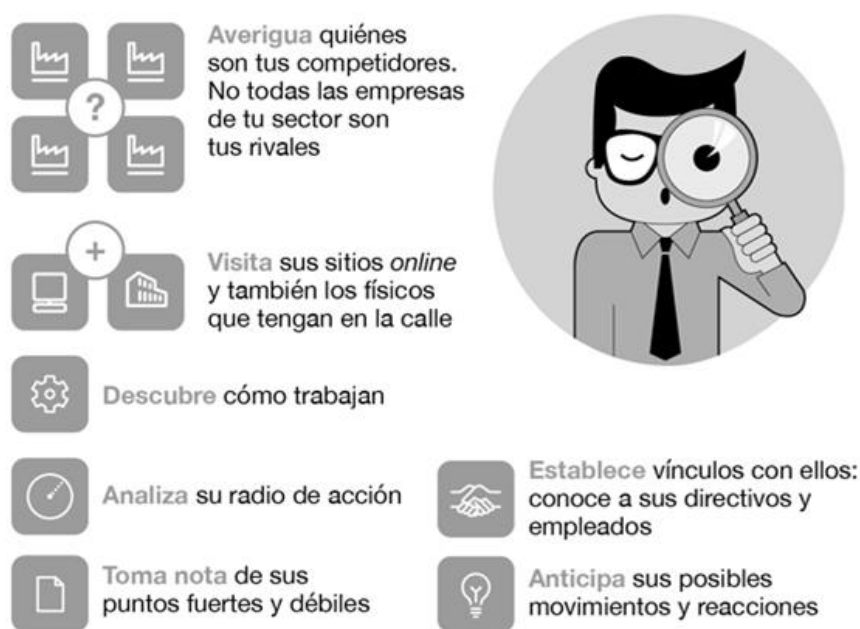 Averigua quiénes
son tus competidores.
No todas las empresas
de tu sector son
tus rivales
?
+
Visita sus sitios online
y también los físicos
que tengan en la calle
Descubre cómo trabajan
Analiza su radio de acción
Toma nota de sus
puntos fuertes y débiles
Establece vínculos con ellos:
conoce a sus directivos y
empleados
Anticipa sus posibles
movimientos y reacciones